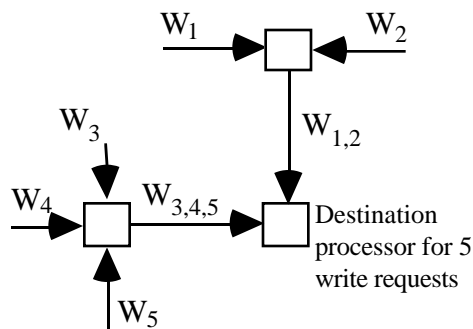 W1
W2
W3
W1,2
W4
W3,4,5
Destination
processor for 5
write requests
W5